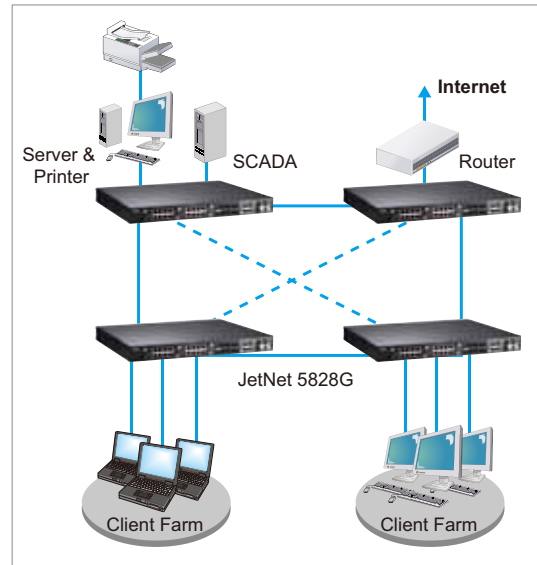 Internet
Server &
Printer
SCADA
Router
JetNet 5828G
Client Farm
Client Farm